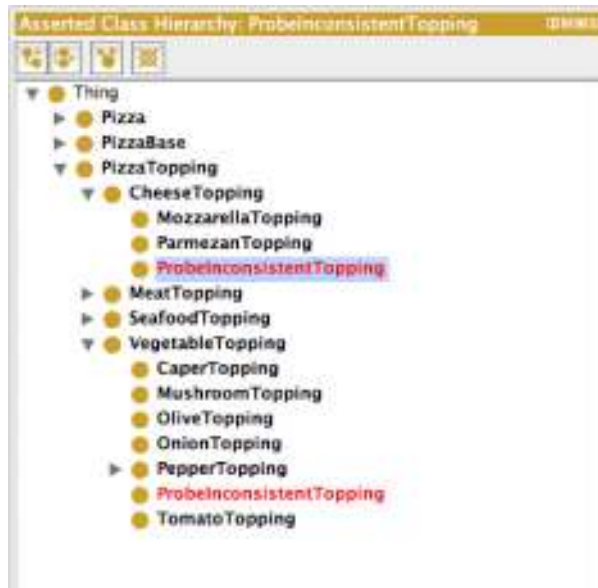 Asserted Class Hierarchy: ProbeInconsistentTopping
Thing
Pizza
PizzaBase
PizzaTopping
CheeseTopping
MozzarellaTopping
ParmezanTopping
ProbeInconsistentTopping
MeatTopping
SeafoodTopping
VegetableTopping
CaperTopping
MushroomTopping
OliveTopping
OnionTopping
PepperTopping
ProbeInconsistentTopping
TomatoTopping